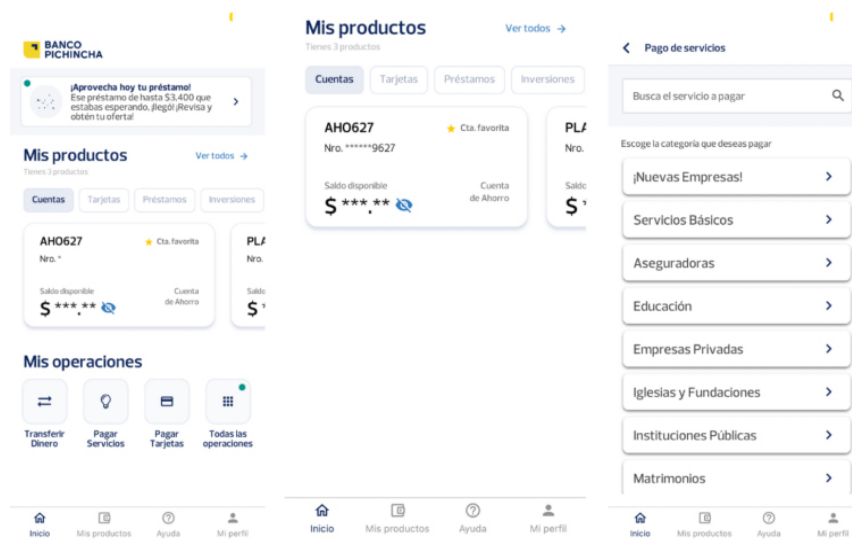 BANCO
PICHINCHA
¡Aprovecha hoy tu préstamo!
Ese préstamo de hasta $3,400 que
estabas esperando, ¡llegó! ¡Revisa y
obtén tu oferta!
Mis productos
Ver todos →
Tienes 3 productos
Cuentas Tarjetas Préstamos Inversiones
AHO627 Cta. favorita
Nro. *
Saldo disponible Cuenta
de Ahorro
$ ***.**
PLA
Nro.
Saldo
$ *
Mis operaciones
Transferir
Dinero
Pagar
Servicios
Pagar
Tarjetas
Todas las
operaciones
Inicio Mis productos Ayuda Mi perfil
Mis productos
Ver todos →
Tienes 3 productos
Cuentas Tarjetas Préstamos Inversiones
AHO627 Cta. favorita
Nro. ******9627
Saldo disponible Cuenta
de Ahorro
$ ***.**
PLA
Nro.
Saldo
$ *
Inicio Mis productos Ayuda Mi perfil
Pago de servicios
Busca el servicio a pagar
Escoge la categoría que deseas pagar
¡Nuevas Empresas!
Servicios Básicos
Aseguradoras
Educación
Empresas Privadas
Iglesias y Fundaciones
Instituciones Públicas
Matrimonios
Inicio Mis productos Ayuda Mi perfil